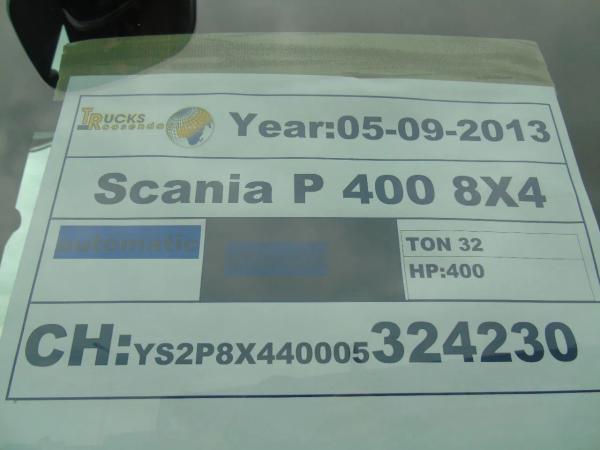 TRUCKS
Roosendaal
Year:05-09-2013
Scania P 400 8X4
automatic
TON 32
HP:400
CH:YS2P8X440005324230